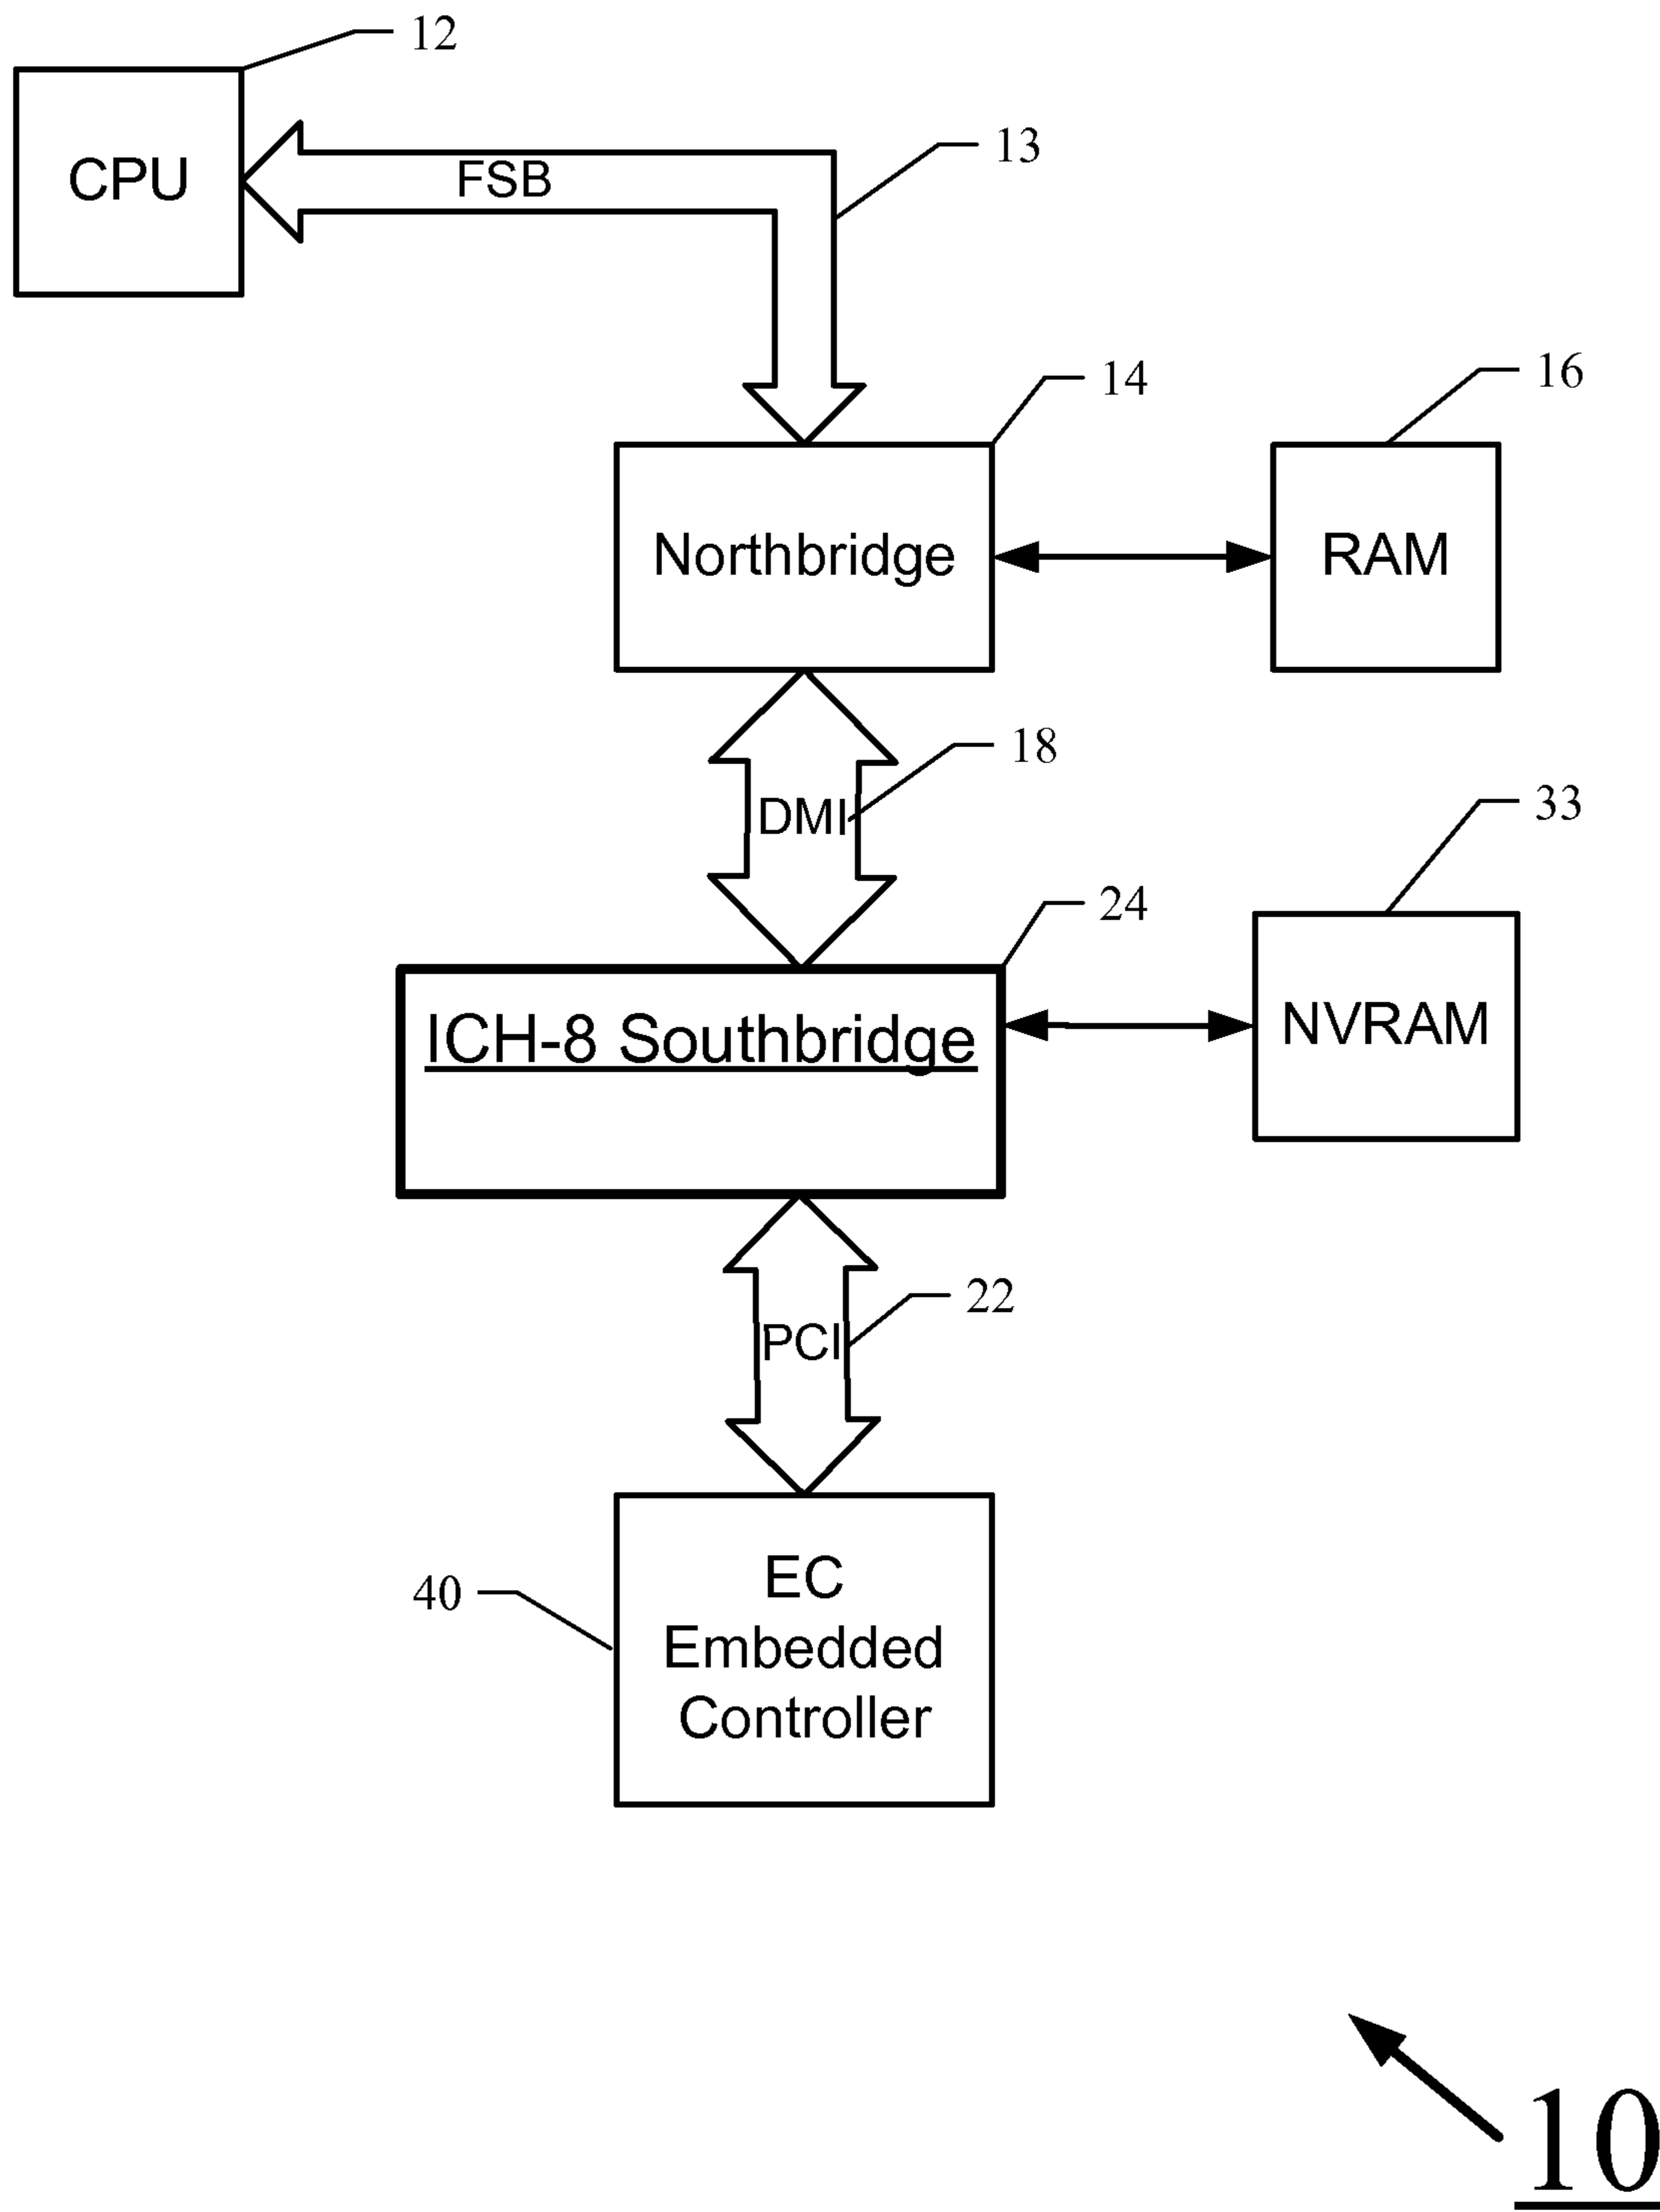 12
CPU
FSB
13
14
16
Northbridge
RAM
18
DMI
33
24
ICH-8 Southbridge
NVRAM
22
PCI
40
EC
Embedded
Controller
10